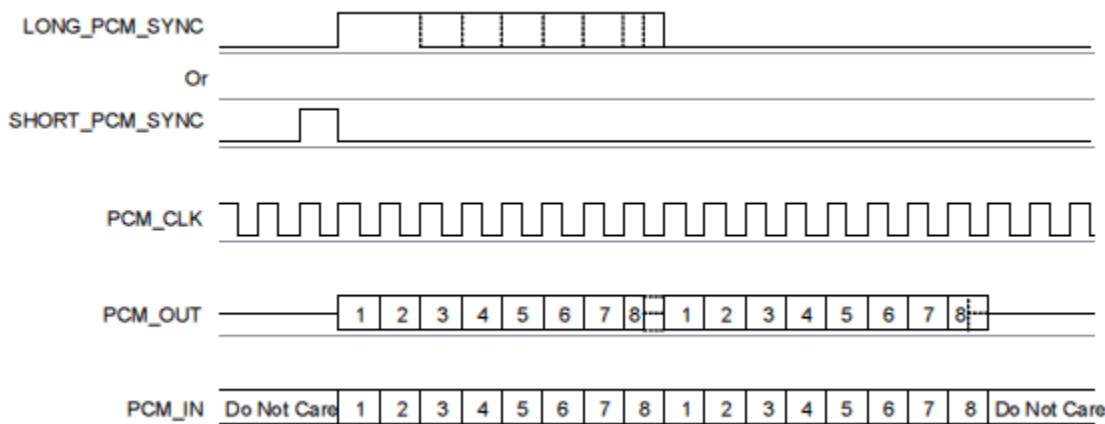 LONG_PCM_SYNC
Or
SHORT_PCM_SYNC
PCM_CLK
PCM_OUT 1 2 3 4 5 6 7 8 1 2 3 4 5 6 7 8
PCM_IN Do Not Care 1 2 3 4 5 6 7 8 1 2 3 4 5 6 7 8 Do Not Care